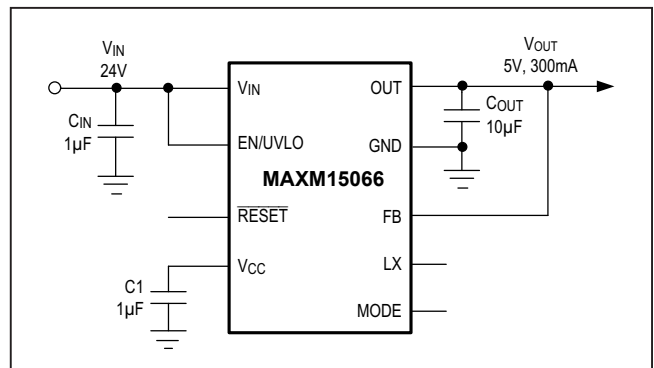 VIN
24V
CIN
1µF
VIN
EN/UVLO
RESET
VCC
C1
1µF
MAXM15066
OUT
GND
FB
LX
MODE
COUT
10µF
VOUT
5V, 300mA